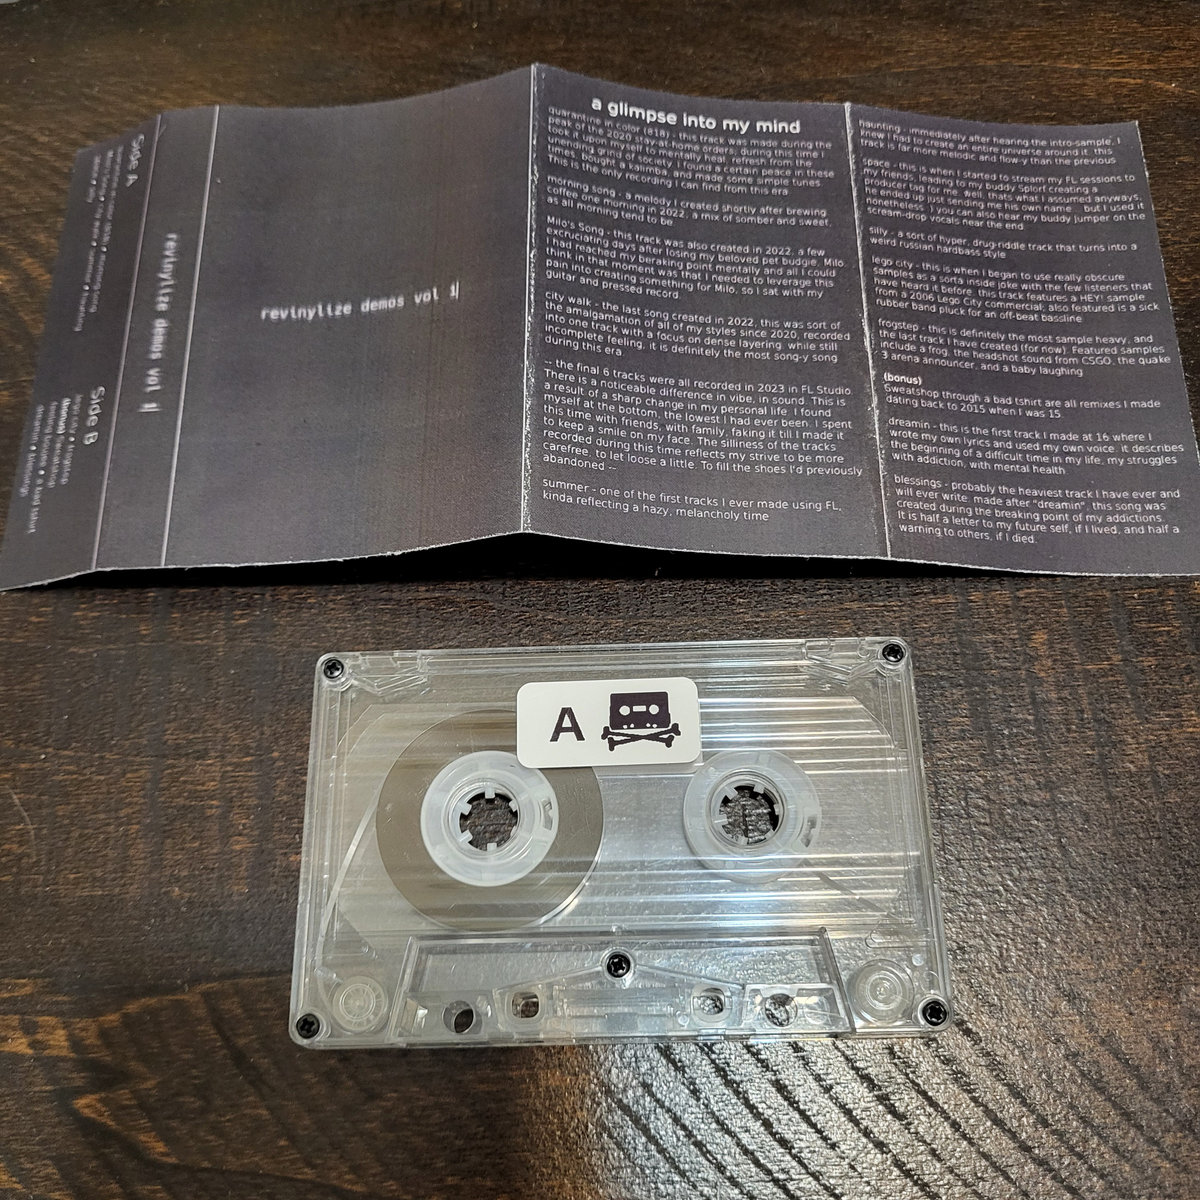 Side A
revinylize demos vol 1
Side B
lego city • frogstep
(bonus) Sweatshop
through a bad tshirt
dreamin • blessings
revinylize demos vol 1
a glimpse into my mind
quarantine in color (818) - this track was made during the
peak of the 2020 stay-at-home orders, during this time I
took it upon myself to mentally heal, refresh from the
unending grind of society. I found a certain peace in these
times, bought a kalimba, and made some simple tunes.
This is the only recording I can find from this era
morning song - a melody I created shortly after brewing
coffee one morning in 2022, a mix of somber and sweet,
as all morning tend to be
Milo's Song - this track was also created in 2022, a few
excruciating days after losing my beloved pet budgie, Milo.
I had reached my beraking point mentally and all I could
think in that moment was that I needed to leverage this
pain into creating something for Milo, so I sat with my
guitar and pressed record.
city walk - the last song created in 2022, this was sort of
the amalgamation of all of my styles since 2020, recorded
into one track with a focus on dense layering. while still
incomplete feeling, it is definitely the most song-y song
during this era
-- the final 6 tracks were all recorded in 2023 in FL Studio.
There is a noticeable difference in vibe, in sound. This is
a result of a sharp change in my personal life. I found
myself at the bottom, the lowest I had ever been. I spent
this time with friends, with family, faking it till I made it
to keep a smile on my face. The silliness of the tracks
recorded during this time reflects my strive to be more
carefree, to let loose a little. To fill the shoes I'd previously
abandoned --
summer - one of the first tracks I ever made using FL,
kinda reflecting a hazy, melancholy time
haunting - immediately after hearing the intro-sample, I
knew I had to create an entire universe around it. this
track is far more melodic and flow-y than the previous
space - this is when I started to stream my FL sessions to
my friends, leading to my buddy Splorf creating a
producer tag for me. well, thats what I assumed anyways,
he ended up just sending me his own name... but I used it
nonetheless :) you can also hear my buddy Jumper on the
scream-drop vocals near the end
silly - a sort of hyper, drug-riddle track that turns into a
weird russian hardbass style
lego city - this is when I began to use really obscure
samples as a sorta inside joke with the few listeners that
have heard it before. this track features a HEY! sample
from a 2006 Lego City Commercial; also featured is a sick
rubber band pluck for an off-beat bassline
frogstep - this is definitely the most sample heavy, and
the last track I have created (for now). Featured samples
include a frog, the headshot sound from CSGO, the quake
3 arena announcer, and a baby laughing
(bonus)
Sweatshop through a bad tshirt are all remixes I made
dating back to 2015 when I was 15
dreamin - this is the first track I made at 16 where I
wrote my own lyrics and used my own voice. it describes
the beginning of a difficult time in my life, my struggles
with addiction, with mental health
blessings - probably the heaviest track I have ever and
will ever write. made after "dreamin", this song was
created during the breaking point of my addictions.
It is half a letter to my future self, if I lived, and half a
warning to others, if I died.
A